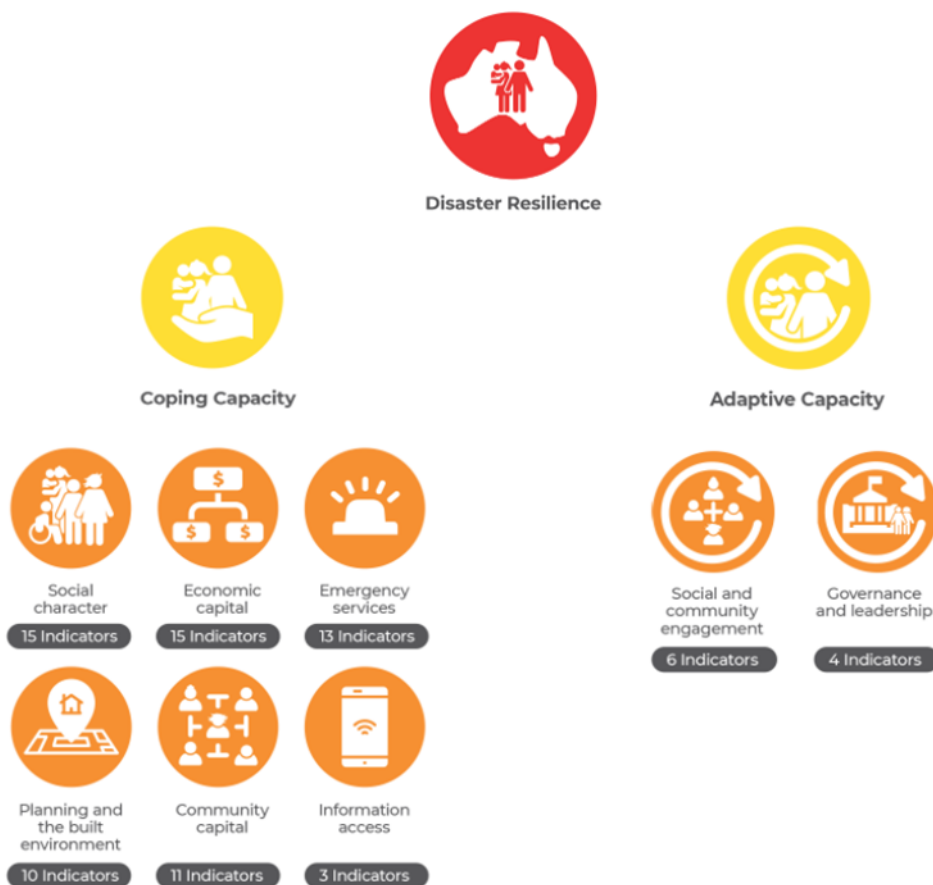 Disaster Resilience
Coping Capacity
Adaptive Capacity
$
$
$
Social
character
15 Indicators
Economic
capital
15 Indicators
Emergency
services
13 Indicators
Social and
community
engagement
6 Indicators
Governance
and leadership
4 Indicators
Planning and
the built
environment
10 Indicators
Community
capital
11 Indicators
Information
access
3 Indicators